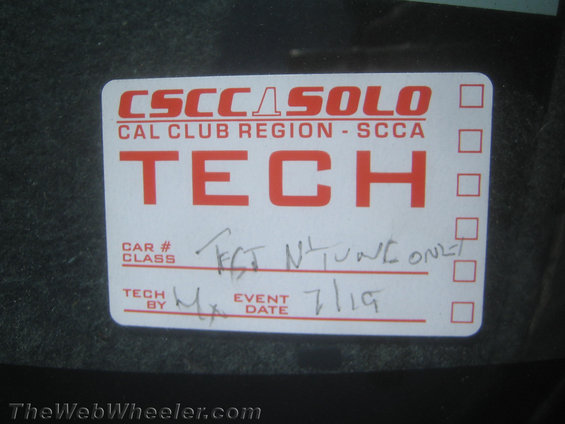 CSCC SOLO
CAL CLUB REGION - SCCA
TECH
CAR # CLASS TEST N' TUNE ONLY
TECH BY EVENT DATE 7/19
TheWebWheeler.com